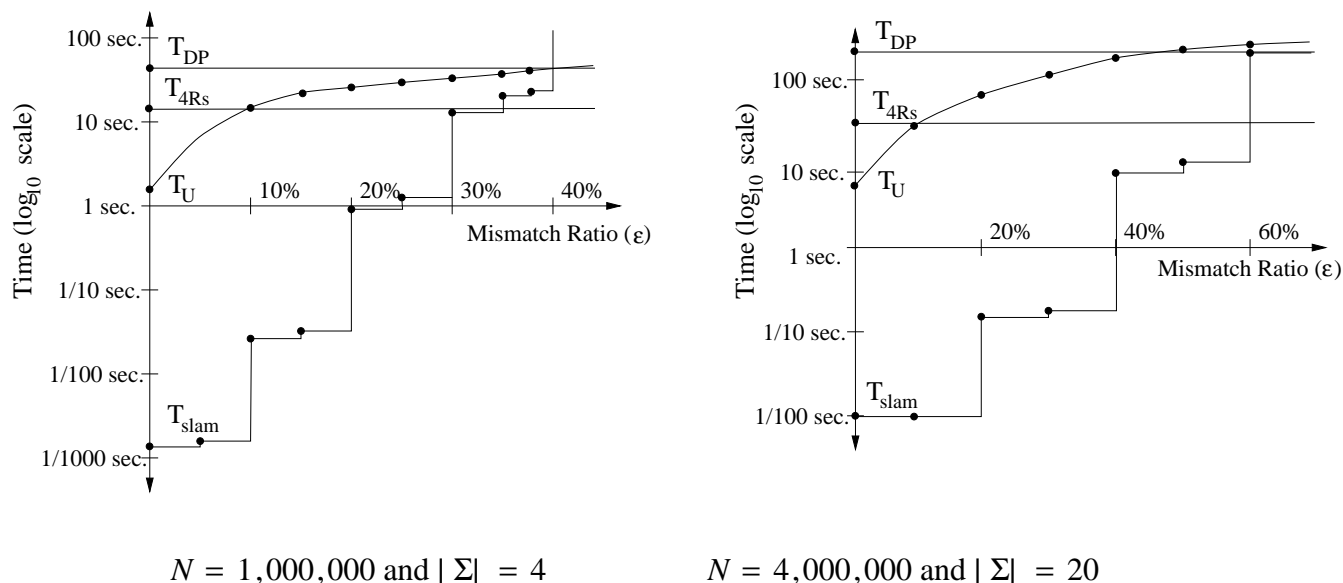 100 sec.
T_DP
T_4Rs
10 sec.
T_U
10%
20%
30%
40%
1 sec.
Mismatch Ratio (ε)
Time (log_10 scale)
1/10 sec.
1/100 sec.
T_slam
1/1000 sec.
N = 1,000,000 and | Σ| = 4
T_DP
100 sec.
T_4Rs
10 sec.
T_U
20%
40%
60%
1 sec.
Mismatch Ratio (ε)
Time (log_10 scale)
1/10 sec.
T_slam
1/100 sec.
N = 4,000,000 and | Σ| = 20